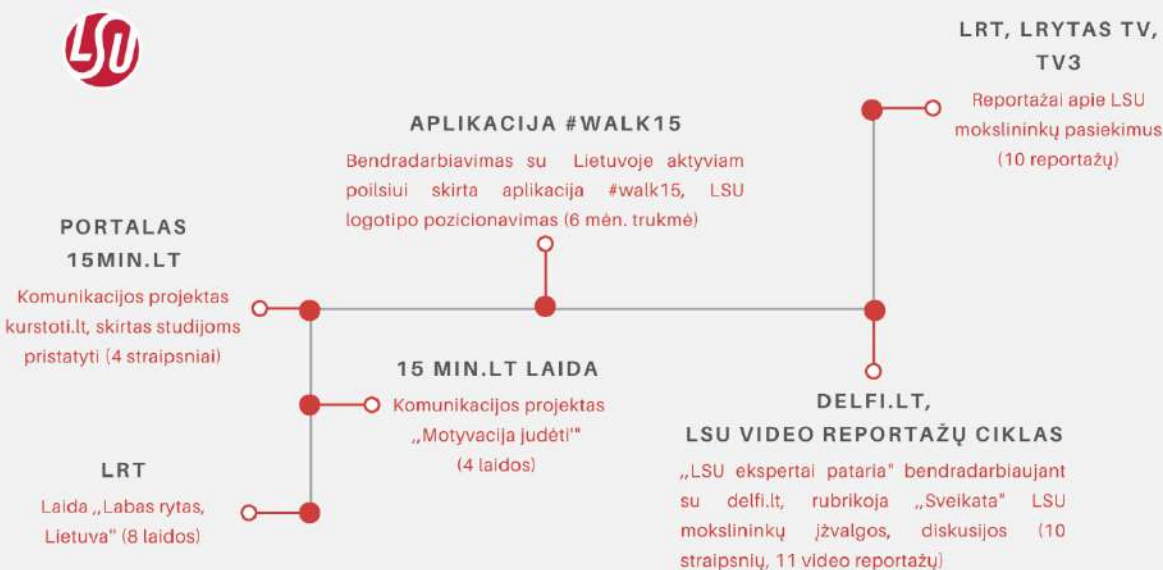 LSU
LRT, LRYTAS TV,
TV3
Reportažai apie LSU
mokslininkų pasiekimus
(10 reportažų)
APLIKACIJA #WALK15
Bendradarbiavimas su Lietuvoje aktyviam
poilsiui skirta aplikacija #walk15, LSU
logotipo pozicionavimas (6 mėn. trukmė)
PORTALAS
15MIN.LT
Komunikacijos projektas
kurstoti.lt, skirtas studijoms
pristatyti (4 straipsniai)
15 MIN.LT LAIDA
Komunikacijos projektas
,,Motyvacija judėti'"
(4 laidos)
LRT
Laida ,,Labas rytas,
Lietuva" (8 laidos)
DELFI.LT,
LSU VIDEO REPORTAŽŲ CIKLAS
,,LSU ekspertai pataria" bendradarbiaujant
su delfi.lt, rubrikoja ,,Sveikata" LSU
mokslininkų įžvalgos, diskusijos (10
straipsnių, 11 video reportažų)